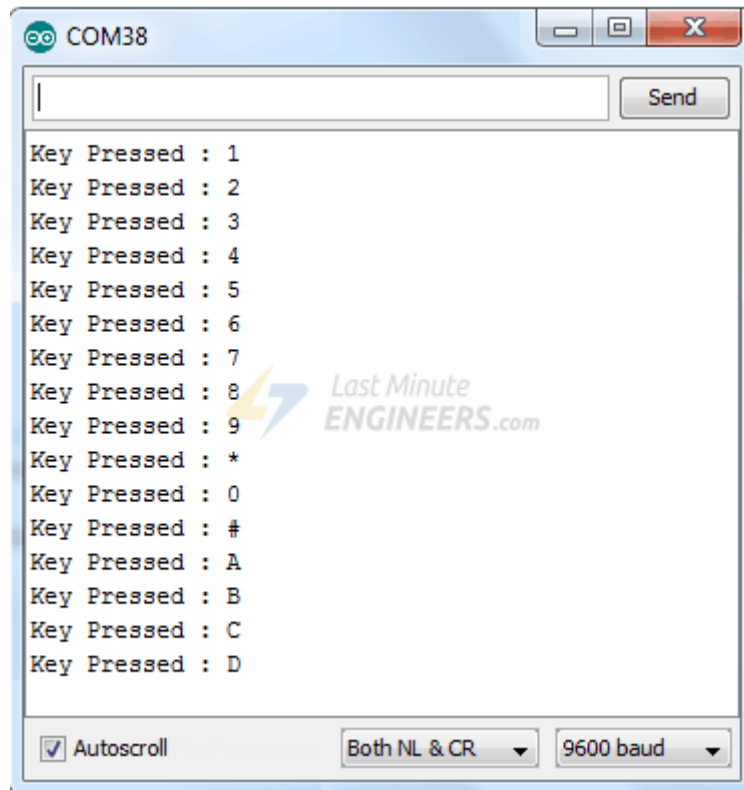 COM38
Send
Key Pressed : 1
Key Pressed : 2
Key Pressed : 3
Key Pressed : 4
Key Pressed : 5
Key Pressed : 6
Key Pressed : 7
Key Pressed : 8
Key Pressed : 9
Key Pressed : *
Key Pressed : 0
Key Pressed : #
Key Pressed : A
Key Pressed : B
Key Pressed : C
Key Pressed : D
Last Minute
ENGINEERS.com
Autoscroll
Both NL & CR
9600 baud